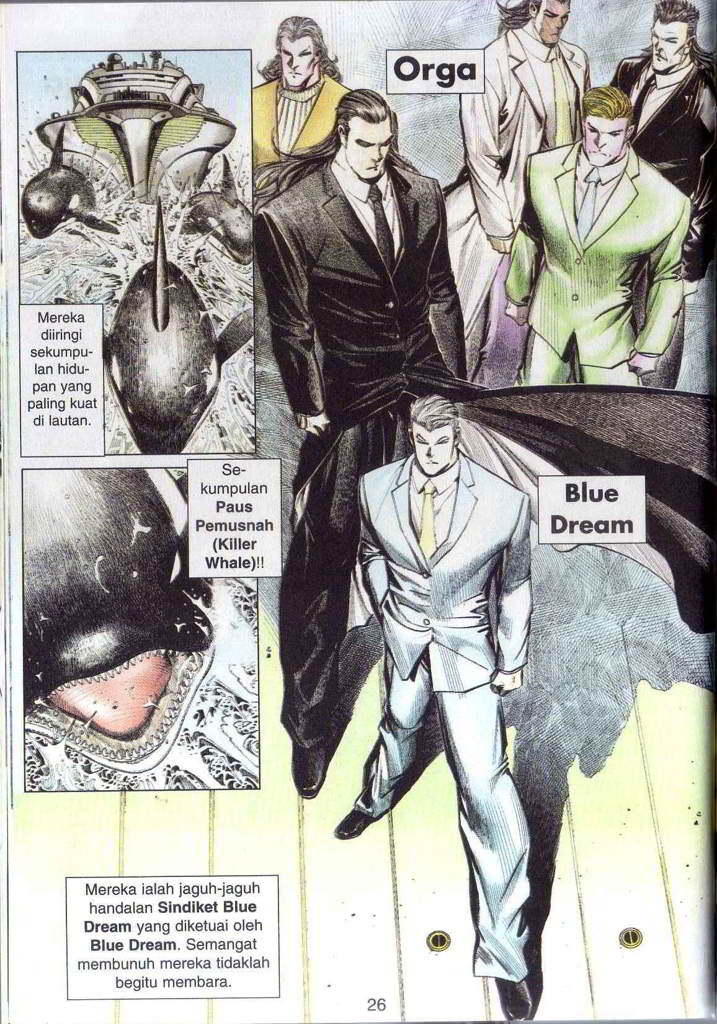 Orga
Mereka
diiringi
sekumpu-
lan hidu-
pan yang
paling kuat
di lautan.
Se-
kumpulan
Paus
Pemusnah
(Killer
Whale)!!
Blue
Dream
Mereka ialah jaguh-jaguh
handalan Sindiket Blue
Dream yang diketuai oleh
Blue Dream. Semangat
membunuh mereka tidaklah
begitu membara.
26